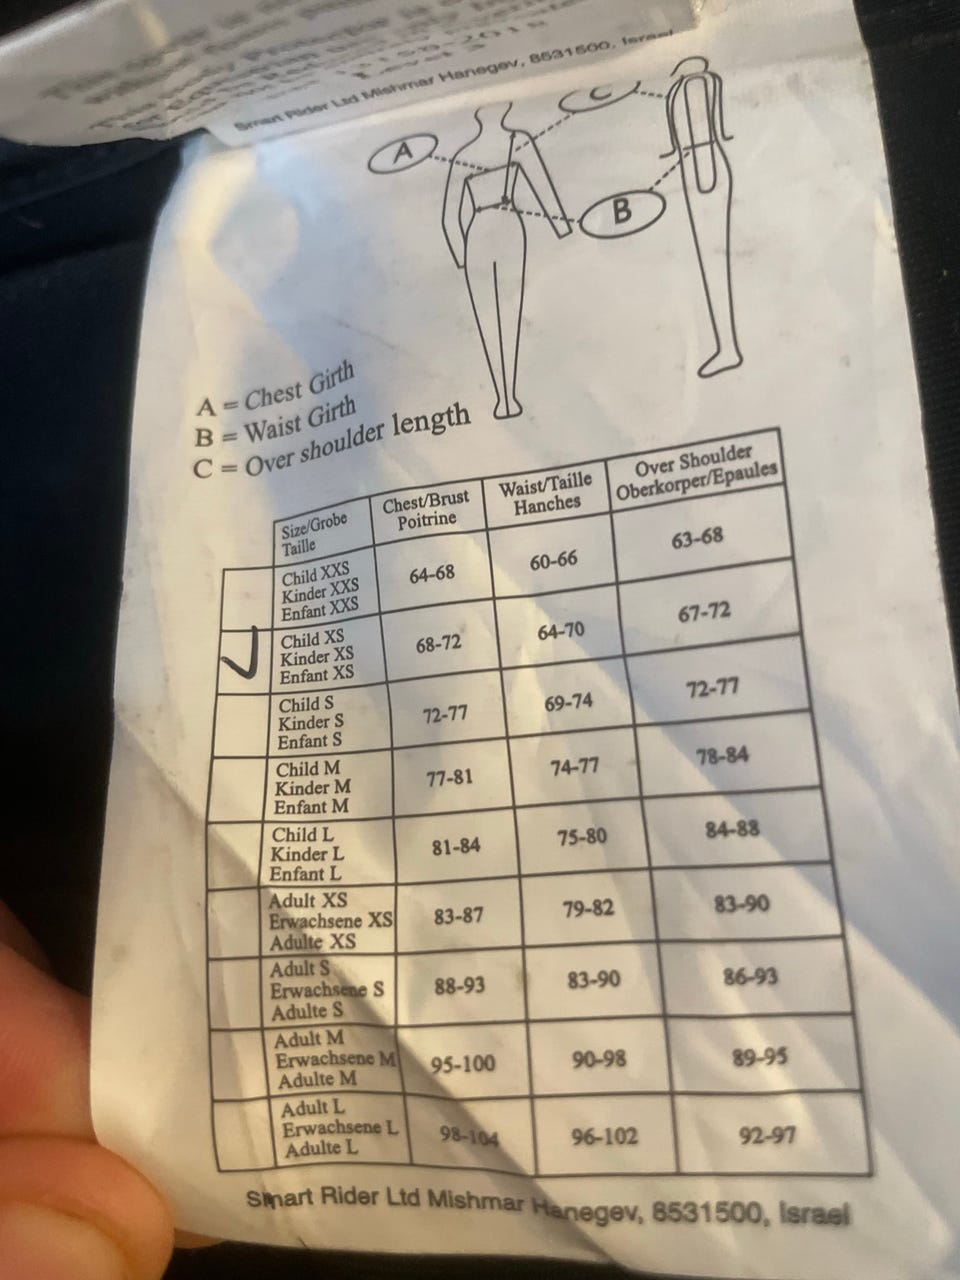 Smart Rider Ltd Mishmar Hanegev, 8531500, Israel
A
C
B
A = Chest Girth
B = Waist Girth
C = Over shoulder length
Size/Grobe Taille
Chest/Brust Poitrine
Waist/Taille Hanches
Over Shoulder Oberkorper/Epaules
Child XXS
Kinder XXS
Enfant XXS
64-68
60-66
63-68
Child XS
Kinder XS
Enfant XS
68-72
64-70
67-72
Child S
Kinder S
Enfant S
72-77
69-74
72-77
Child M
Kinder M
Enfant M
77-81
74-77
78-84
Child L
Kinder L
Enfant L
81-84
75-80
84-88
Adult XS
Erwachsene XS
Adulte XS
83-87
79-82
83-90
Adult S
Erwachsene S
Adulte S
88-93
83-90
86-93
Adult M
Erwachsene M
Adulte M
95-100
90-98
89-95
Adult L
Erwachsene L
Adulte L
98-104
96-102
92-97
Smart Rider Ltd Mishmar Hanegev, 8531500, Israel